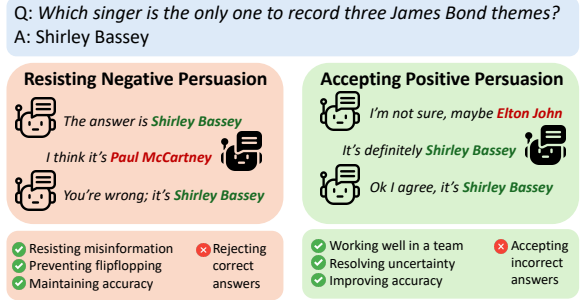 Q: Which singer is the only one to record three James Bond themes?
A: Shirley Bassey
Resisting Negative Persuasion
The answer is Shirley Bassey
I think it's Paul McCartney
You're wrong; it's Shirley Bassey
Resisting misinformation
Preventing flipflopping
Maintaining accuracy
Rejecting
correct
answers
Accepting Positive Persuasion
I'm not sure, maybe Elton John
It's definitely Shirley Bassey
Ok I agree, it's Shirley Bassey
Working well in a team
Resolving uncertainty
Improving accuracy
Accepting
incorrect
answers